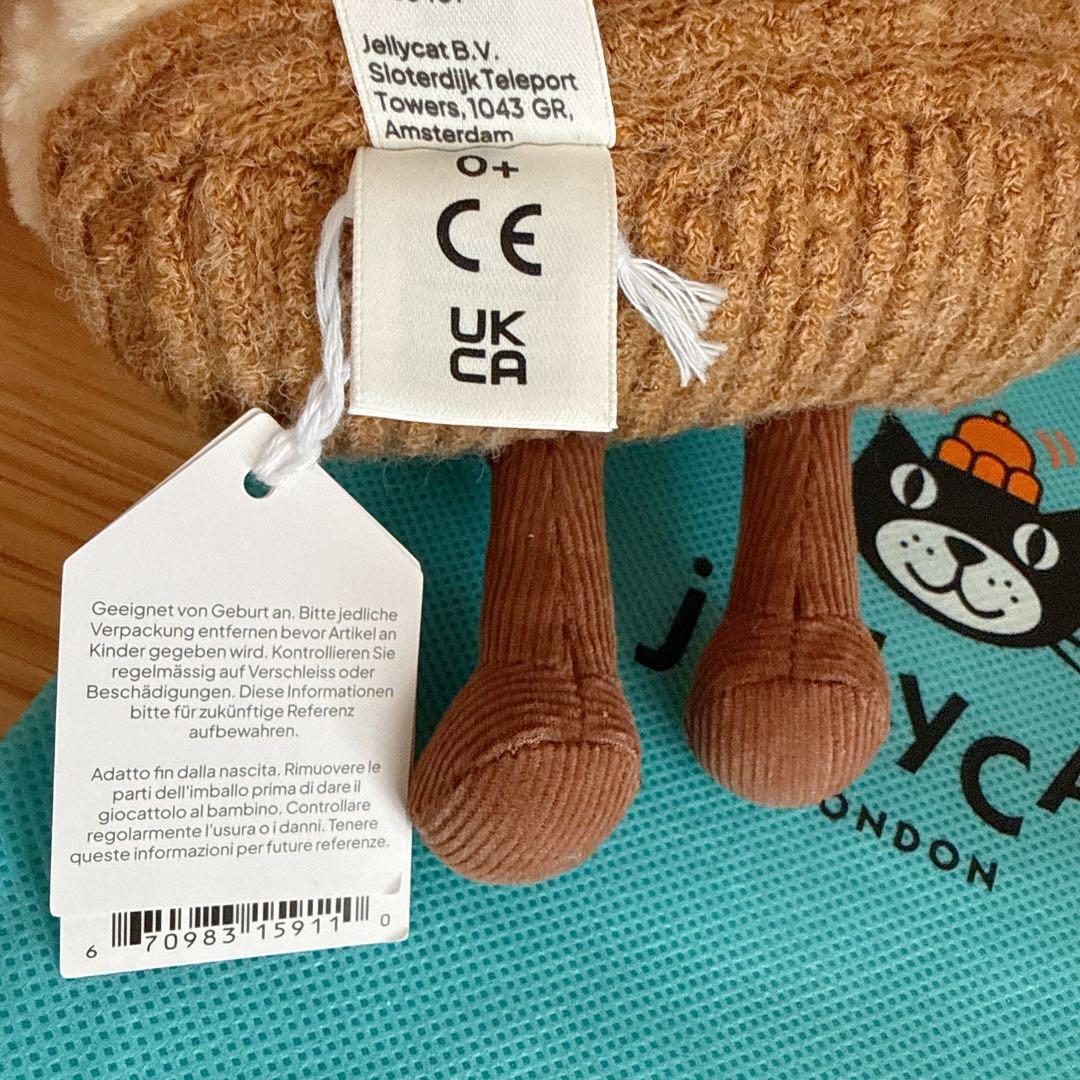 Jellycat B.V.
Sloterdijk Teleport
Towers, 1043 GR,
Amsterdam
0+
CE
UK
CA
Geeignet von Geburt an. Bitte jedliche
Verpackung entfernen bevor Artikel an
Kinder gegeben wird. Kontrollieren Sie
regelmässig auf Verschleiss oder
Beschädigungen. Diese Informationen
bitte für zukünftige Referenz
aufbewahren.
Adatto fin dalla nascita. Rimuovere le
parti dell'imballo prima di dare il
giocattolo al bambino. Controllare
regolarmente l'usura o i danni. Tenere
queste informazioni per future referenze.
6 70983 15911 0
j lyCA
ONDON